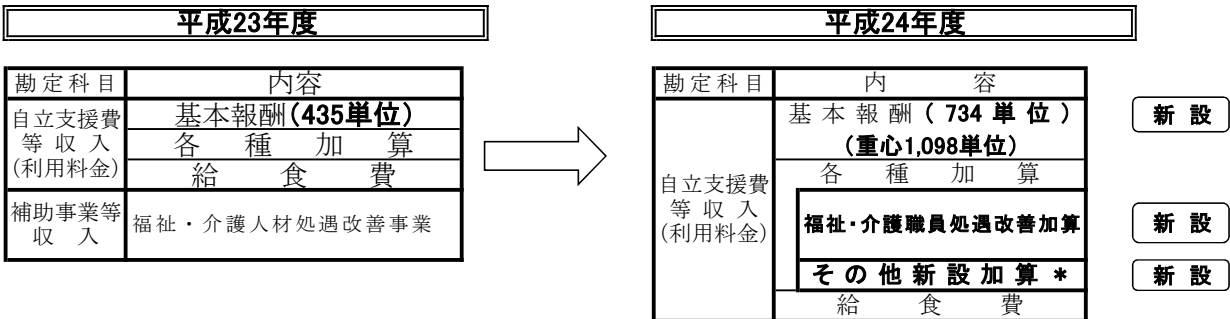 平成23年度
勘定科目 内容
自立支援費等収入(利用料金)
基本報酬(435単位)
各種加算
給食費
補助事業等収入
福祉・介護人材処遇改善事業
平成24年度
勘定科目 内容
自立支援費等収入(利用料金)
基本報酬(734単位)
(重心1,098単位)
新設
各種加算
福祉・介護職員処遇改善加算
新設
その他新設加算*
新設
給食費